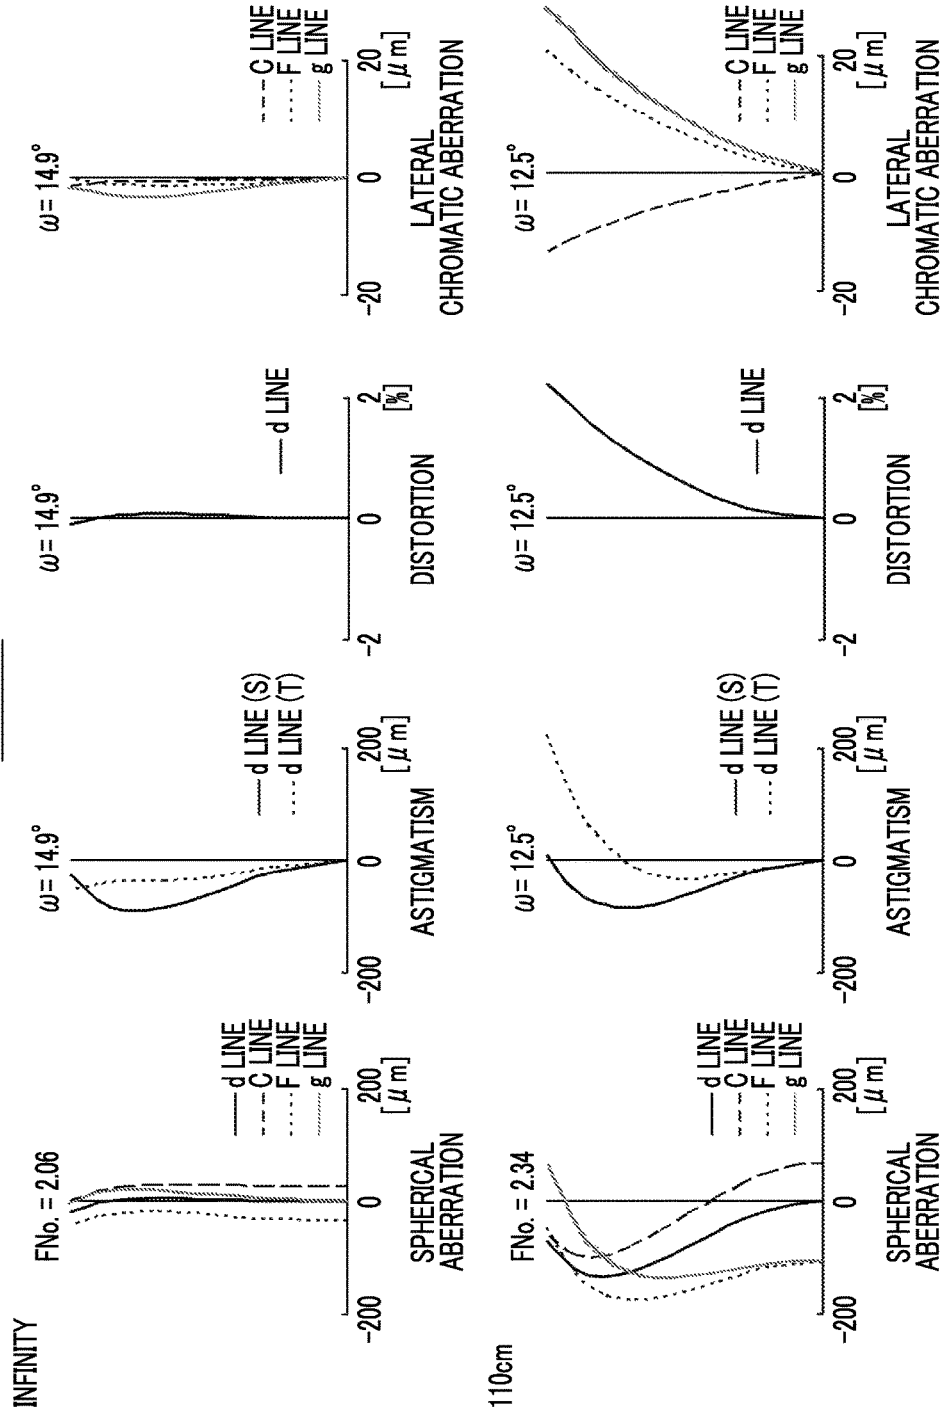 INFINITY
FNo. = 2.06
d LINE
C LINE
F LINE
g LINE
-200 0 200
[μm]
SPHERICAL
ABERRATION
ω= 14.9°
d LINE (S)
d LINE (T)
-200 0 200
[μm]
ASTIGMATISM
ω= 14.9°
d LINE
-2 0 2
[%]
DISTORTION
ω= 14.9°
C LINE
F LINE
g LINE
-20 0 20
[μm]
LATERAL
CHROMATIC ABERRATION
110cm
FNo. = 2.34
d LINE
C LINE
F LINE
g LINE
-200 0 200
[μm]
SPHERICAL
ABERRATION
ω= 12.5°
d LINE (S)
d LINE (T)
-200 0 200
[μm]
ASTIGMATISM
ω= 12.5°
d LINE
-2 0 2
[%]
DISTORTION
ω= 12.5°
C LINE
F LINE
g LINE
-20 0 20
[μm]
LATERAL
CHROMATIC ABERRATION